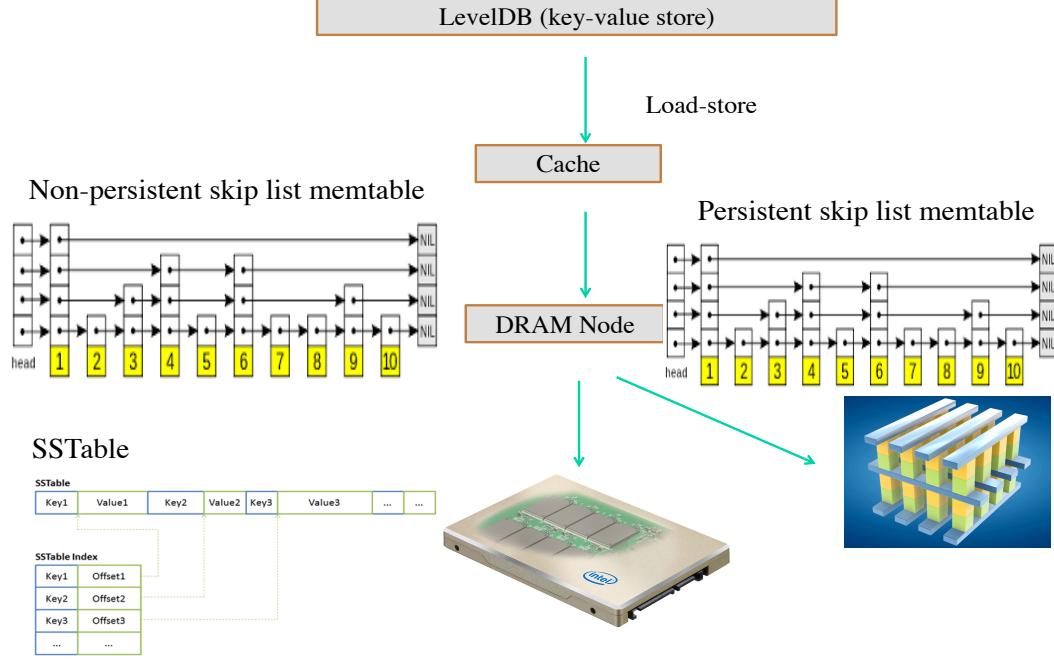 LevelDB (key-value store)
Load-store
Cache
Non-persistent skip list memtable
Persistent skip list memtable
NIL
NIL
NIL
NIL
head 1 2 3 4 5 6 7 8 9 10
DRAM Node
NIL
NIL
NIL
NIL
head 1 2 3 4 5 6 7 8 9 10
SSTable
SSTable
Key1 Value1 Key2 Value2 Key3 Value3 ... ...
SSTable Index
Key1 Offset1
Key2 Offset2
Key3 Offset3
... ...
intel